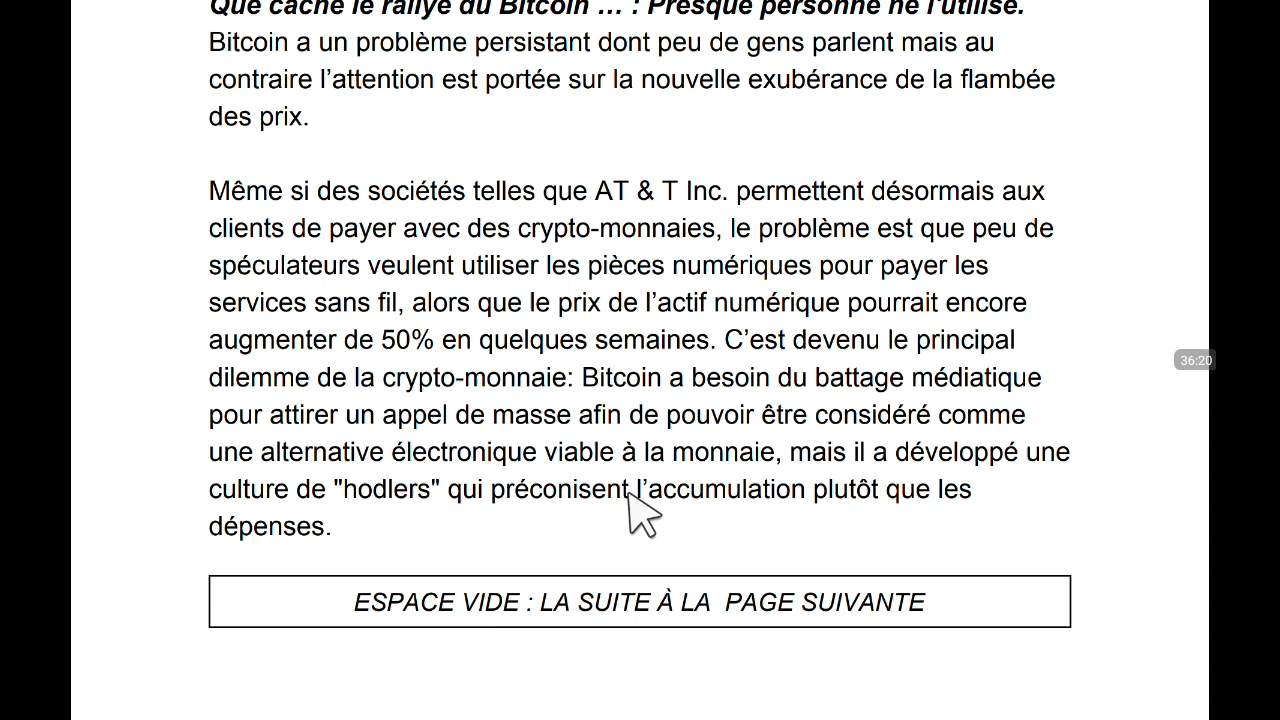 Que cache le rallye du Bitcoin … : Presque personne ne l'utilise.
Bitcoin a un problème persistant dont peu de gens parlent mais au
contraire l’attention est portée sur la nouvelle exubérance de la flambée
des prix.
Même si des sociétés telles que AT & T Inc. permettent désormais aux
clients de payer avec des crypto-monnaies, le problème est que peu de
spéculateurs veulent utiliser les pièces numériques pour payer les
services sans fil, alors que le prix de l’actif numérique pourrait encore
augmenter de 50% en quelques semaines. C’est devenu le principal
dilemme de la crypto-monnaie: Bitcoin a besoin du battage médiatique
pour attirer un appel de masse afin de pouvoir être considéré comme
une alternative électronique viable à la monnaie, mais il a développé une
culture de "hodlers" qui préconisent l’accumulation plutôt que les
dépenses.
ESPACE VIDE : LA SUITE À LA PAGE SUIVANTE
36:20